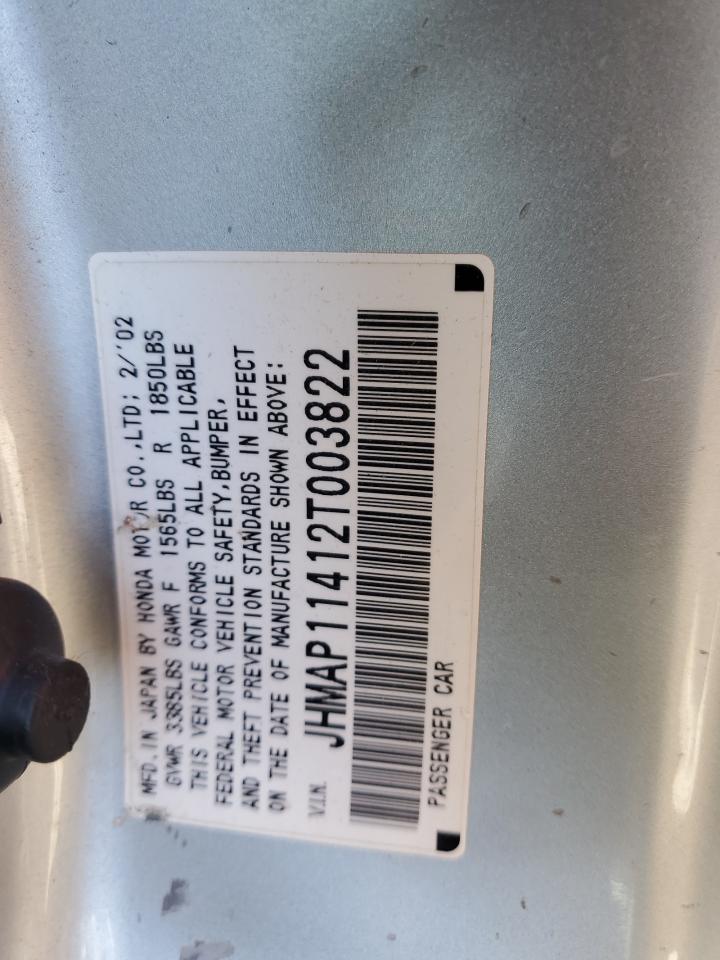 MFD. IN JAPAN BY HONDA MOTOR CO.,LTD: 2/'02
GVWR 3385LBS GAWR F 1565LBS R 1850LBS
THIS VEHICLE CONFORMS TO ALL APPLICABLE
FEDERAL MOTOR VEHICLE SAFETY,BUMPER,
AND THEFT PREVENTION STANDARDS IN EFFECT
ON THE DATE OF MANUFACTURE SHOWN ABOVE:
V.I.N. JHMAP11412T003822
PASSENGER CAR